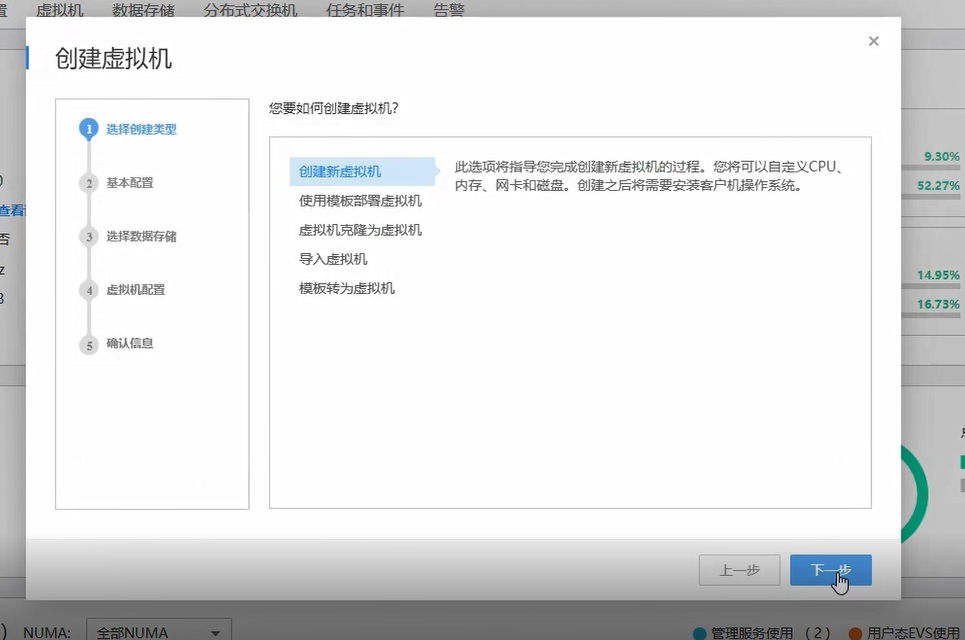 置 虚拟机 数据存储 分布式交换机 任务和事件 告警
创建虚拟机
×
1 选择创建类型
2 基本配置
3 选择数据存储
4 虚拟机配置
5 确认信息
您要如何创建虚拟机?
创建新虚拟机
使用模板部署虚拟机
虚拟机克隆为虚拟机
导入虚拟机
模板转为虚拟机
此选项将指导您完成创建新虚拟机的过程。您将可以自定义CPU、
内存、网卡和磁盘。创建之后将需要安装客户机操作系统。
9.30%
52.27%
14.95%
16.73%
查看
否
z
上一步 下一步
) NUMA: 全部NUMA
管理服务使用 ( 2 ) 用户态EVS使用